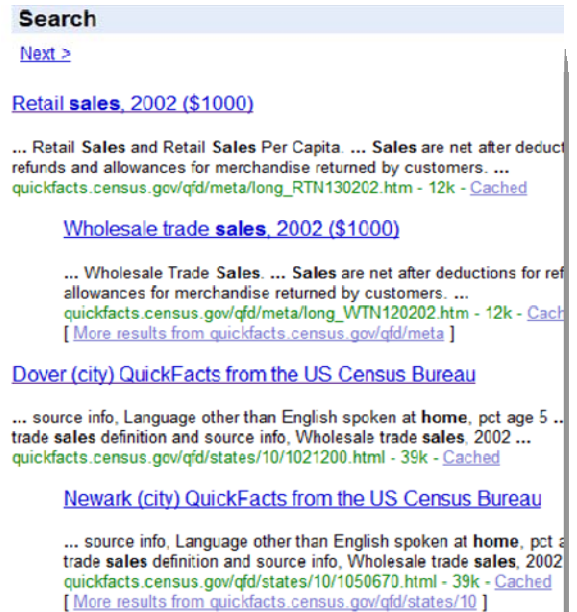 Search
Next >
Retail sales, 2002 ($1000)
... Retail Sales and Retail Sales Per Capita. ... Sales are net after deduct
refunds and allowances for merchandise returned by customers. ...
quickfacts.census.gov/qfd/meta/long_RTN130202.htm - 12k - Cached
Wholesale trade sales, 2002 ($1000)
... Wholesale Trade Sales. ... Sales are net after deductions for ref
allowances for merchandise returned by customers. ...
quickfacts.census.gov/qfd/meta/long_WTN120202.htm - 12k - Cach
[ More results from quickfacts.census.gov/qfd/meta ]
Dover (city) QuickFacts from the US Census Bureau
... source info, Language other than English spoken at home, pct age 5 ...
trade sales definition and source info, Wholesale trade sales, 2002 ...
quickfacts.census.gov/qfd/states/10/1021200.html - 39k - Cached
Newark (city) QuickFacts from the US Census Bureau
... source info, Language other than English spoken at home, pct a
trade sales definition and source info, Wholesale trade sales, 2002
quickfacts.census.gov/qfd/states/10/1050670.html - 39k - Cached
[ More results from quickfacts.census.gov/qfd/states/10 ]